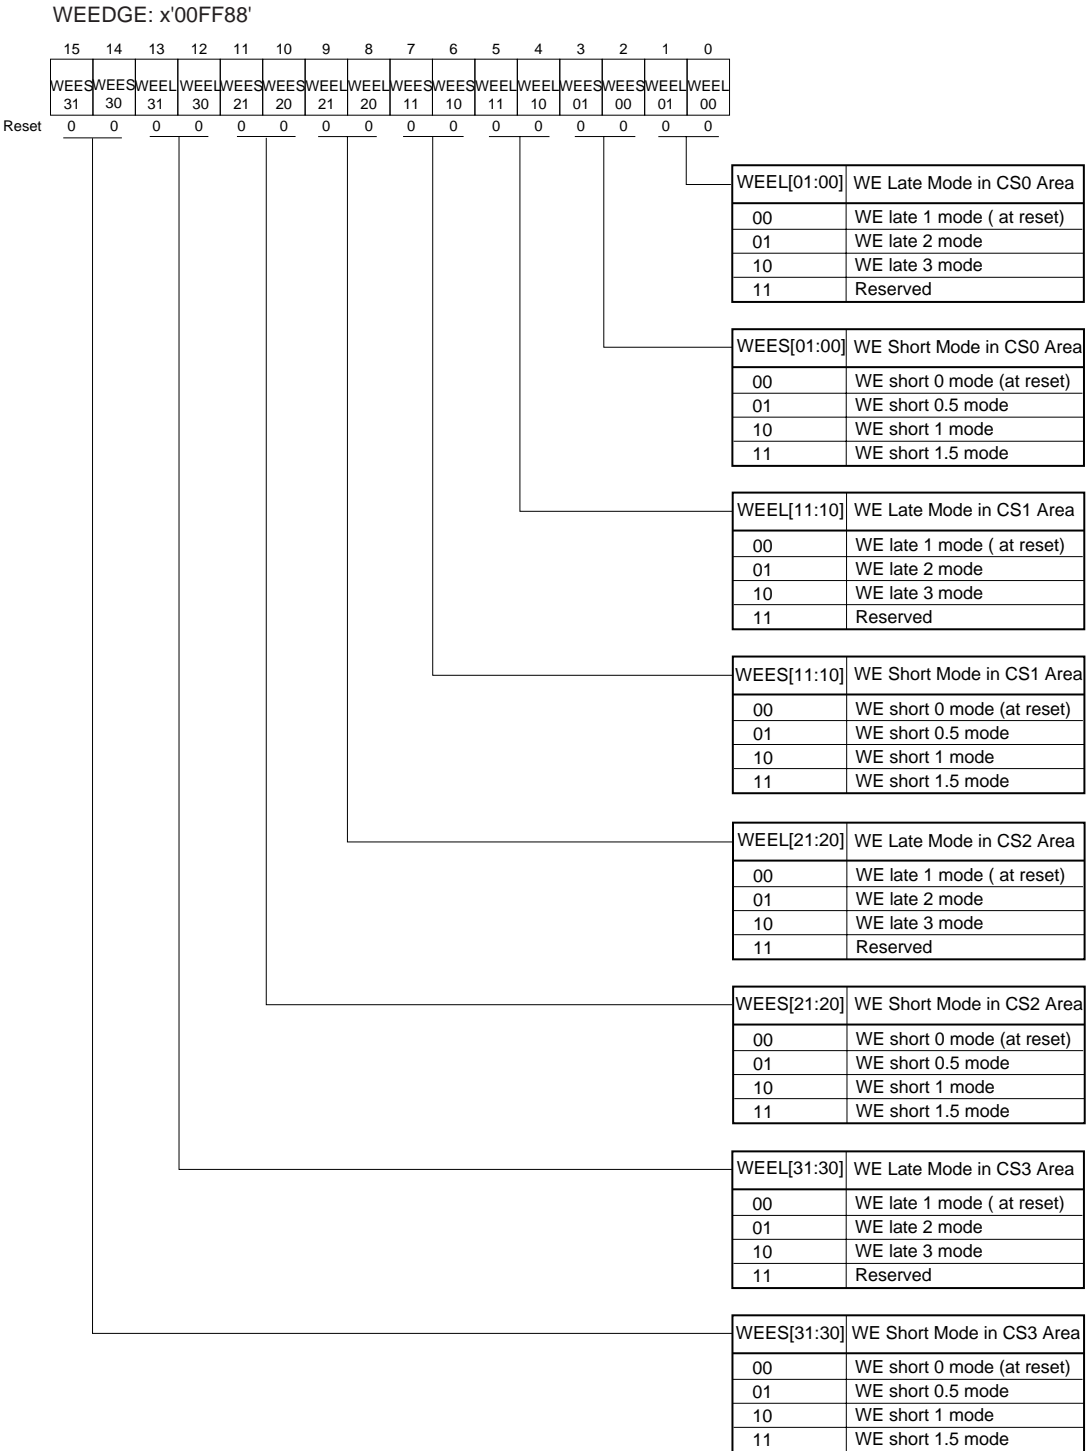 WEEDGE: x'00FF88'
15 14 13 12 11 10 9 8 7 6 5 4 3 2 1 0
WEES WEES WEEL WEEL WEES WEES WEEL WEEL WEES WEES WEEL WEEL WEES WEES WEEL WEEL
31 30 31 30 21 20 21 20 11 10 11 10 01 00 01 00
Reset 0 0 0 0 0 0 0 0 0 0 0 0 0 0 0 0
WEEL[01:00] WE Late Mode in CS0 Area
00 WE late 1 mode ( at reset)
01 WE late 2 mode
10 WE late 3 mode
11 Reserved
WEES[01:00] WE Short Mode in CS0 Area
00 WE short 0 mode (at reset)
01 WE short 0.5 mode
10 WE short 1 mode
11 WE short 1.5 mode
WEEL[11:10] WE Late Mode in CS1 Area
00 WE late 1 mode ( at reset)
01 WE late 2 mode
10 WE late 3 mode
11 Reserved
WEES[11:10] WE Short Mode in CS1 Area
00 WE short 0 mode (at reset)
01 WE short 0.5 mode
10 WE short 1 mode
11 WE short 1.5 mode
WEEL[21:20] WE Late Mode in CS2 Area
00 WE late 1 mode ( at reset)
01 WE late 2 mode
10 WE late 3 mode
11 Reserved
WEES[21:20] WE Short Mode in CS2 Area
00 WE short 0 mode (at reset)
01 WE short 0.5 mode
10 WE short 1 mode
11 WE short 1.5 mode
WEEL[31:30] WE Late Mode in CS3 Area
00 WE late 1 mode ( at reset)
01 WE late 2 mode
10 WE late 3 mode
11 Reserved
WEES[31:30] WE Short Mode in CS3 Area
00 WE short 0 mode (at reset)
01 WE short 0.5 mode
10 WE short 1 mode
11 WE short 1.5 mode